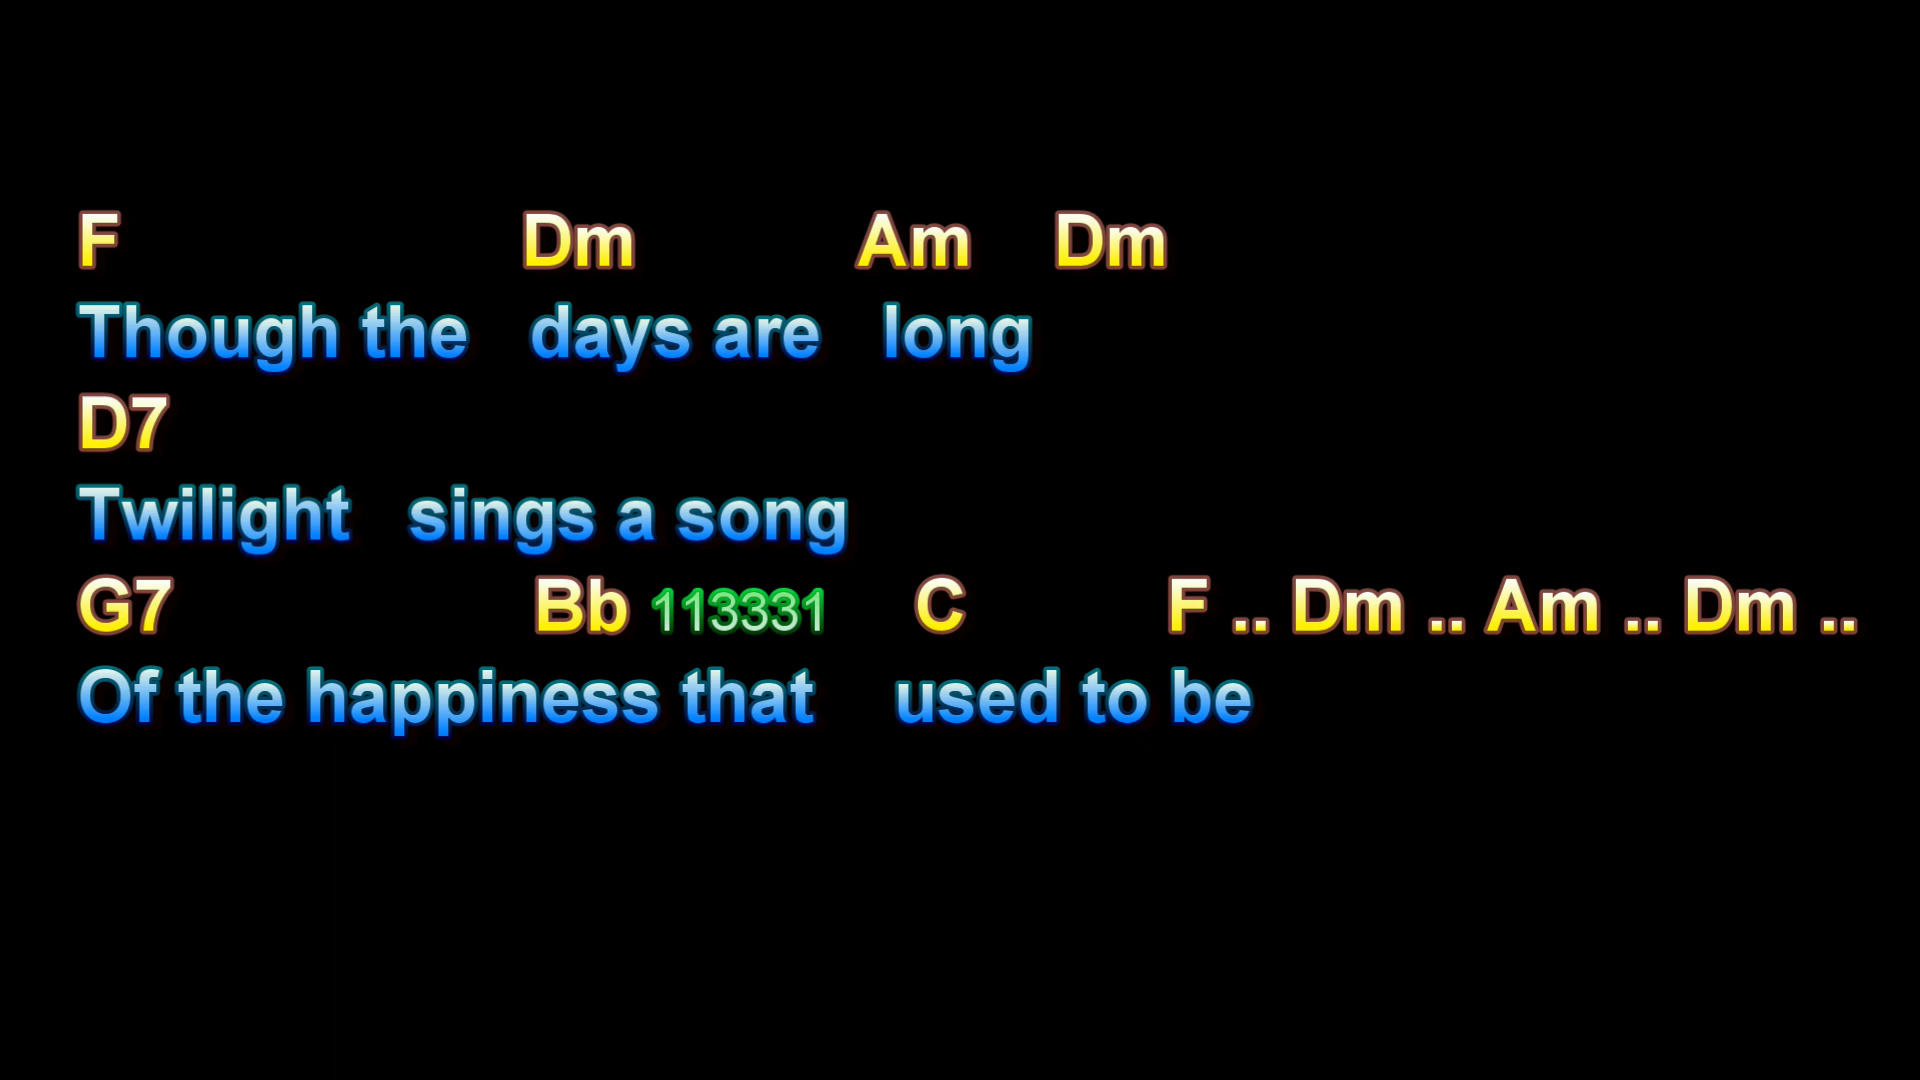 F Dm Am Dm
Though the days are long
D7
Twilight sings a song
G7 Bb 113331 C F .. Dm .. Am .. Dm ..
Of the happiness that used to be